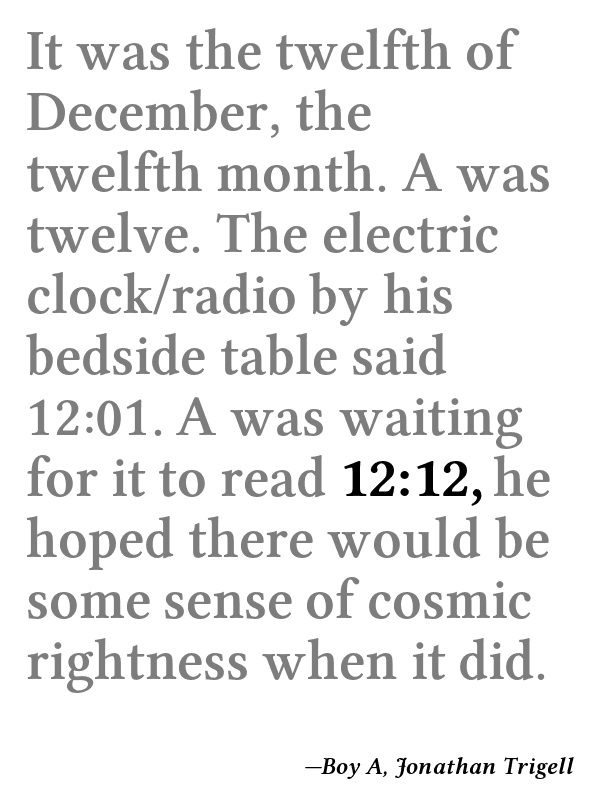 It was the twelfth of
December, the
twelfth month. A was
twelve. The electric
clock/radio by his
bedside table said
12:01. A was waiting
for it to read 12:12, he
hoped there would be
some sense of cosmic
rightness when it did.
—Boy A, Jonathan Trigell